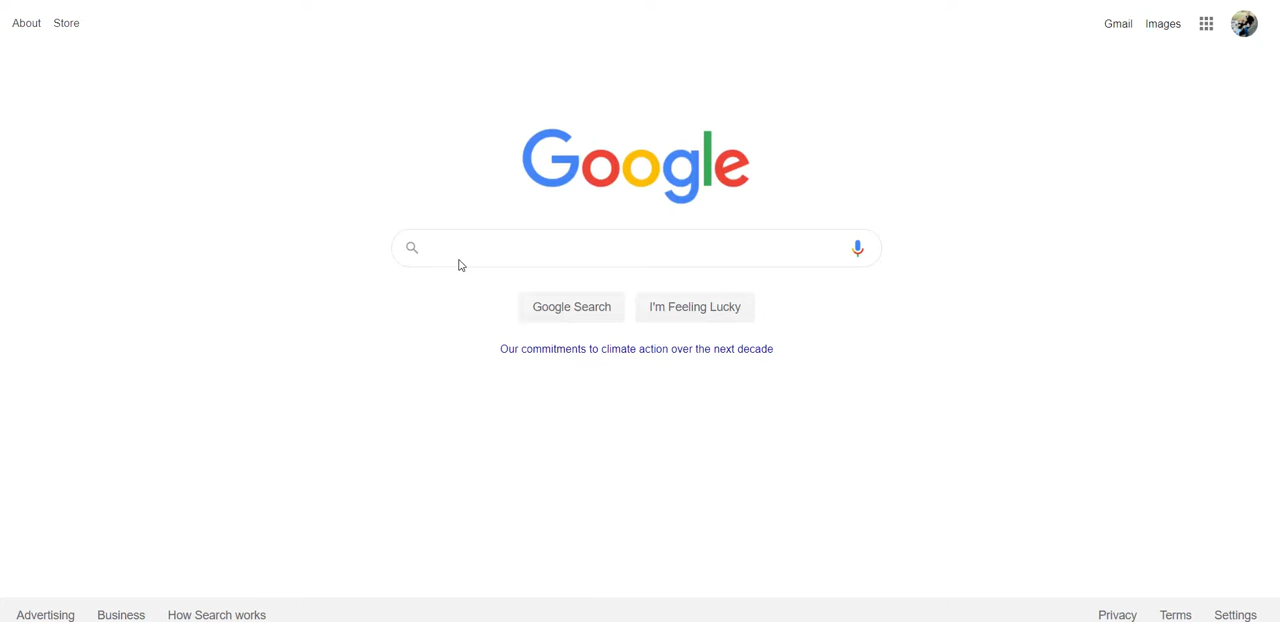 About Store Gmail Images
Google
Google Search I'm Feeling Lucky
Our commitments to climate action over the next decade
Advertising Business How Search works Privacy Terms Settings